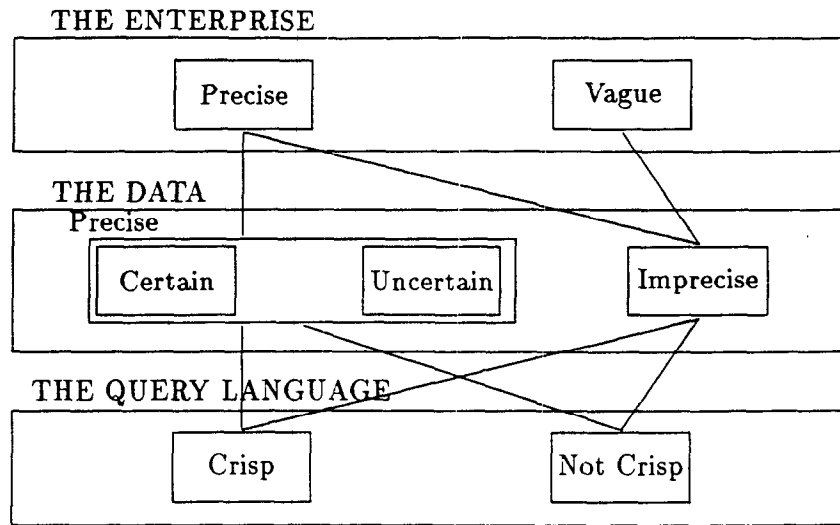 THE ENTERPRISE
Precise Vague
THE DATA
Precise
Certain Uncertain Imprecise
THE QUERY LANGUAGE
Crisp Not Crisp